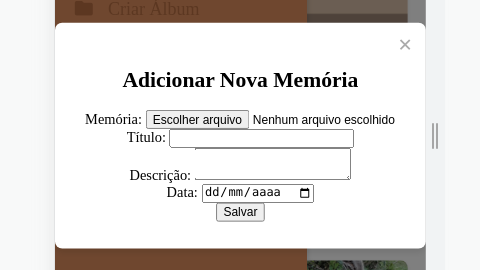 Criar Álbum
×
Adicionar Nova Memória
Memória: Escolher arquivo Nenhum arquivo escolhido
Título:
Descrição:
Data: dd/mm/aaaa
Salvar